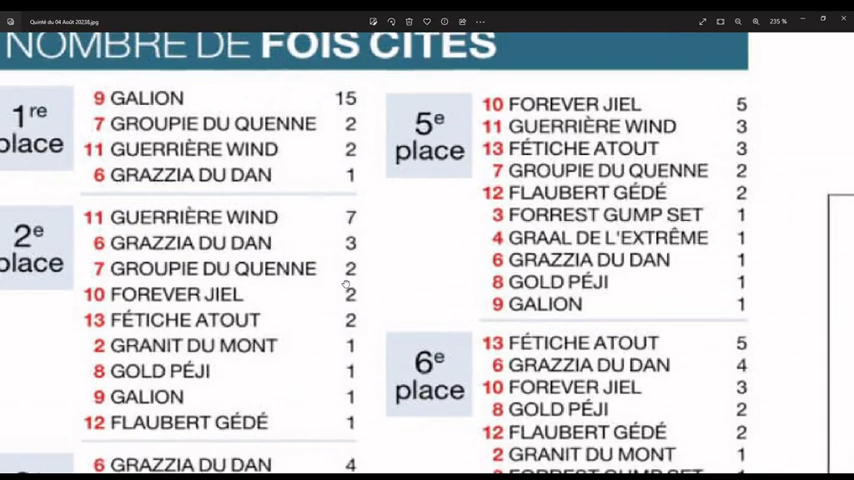 Quinté du 04 Août 20238.jpg
235 %
NOMBRE DE FOIS CITÉS
1re place
9 GALION 15
7 GROUPIE DU QUENNE 2
11 GUERRIÈRE WIND 2
6 GRAZZIA DU DAN 1
2e place
11 GUERRIÈRE WIND 7
6 GRAZZIA DU DAN 3
7 GROUPIE DU QUENNE 2
10 FOREVER JIEL 2
13 FÉTICHE ATOUT 2
2 GRANIT DU MONT 1
8 GOLD PÉJI 1
9 GALION 1
12 FLAUBERT GÉDÉ 1
6 GRAZZIA DU DAN 4
5e place
10 FOREVER JIEL 5
11 GUERRIÈRE WIND 3
13 FÉTICHE ATOUT 3
7 GROUPIE DU QUENNE 2
12 FLAUBERT GÉDÉ 2
3 FORREST GUMP SET 1
4 GRAAL DE L'EXTRÊME 1
6 GRAZZIA DU DAN 1
8 GOLD PÉJI 1
9 GALION 1
6e place
13 FÉTICHE ATOUT 5
6 GRAZZIA DU DAN 4
10 FOREVER JIEL 3
8 GOLD PÉJI 2
12 FLAUBERT GÉDÉ 2
2 GRANIT DU MONT 1
3 FORREST GUMP SET 1